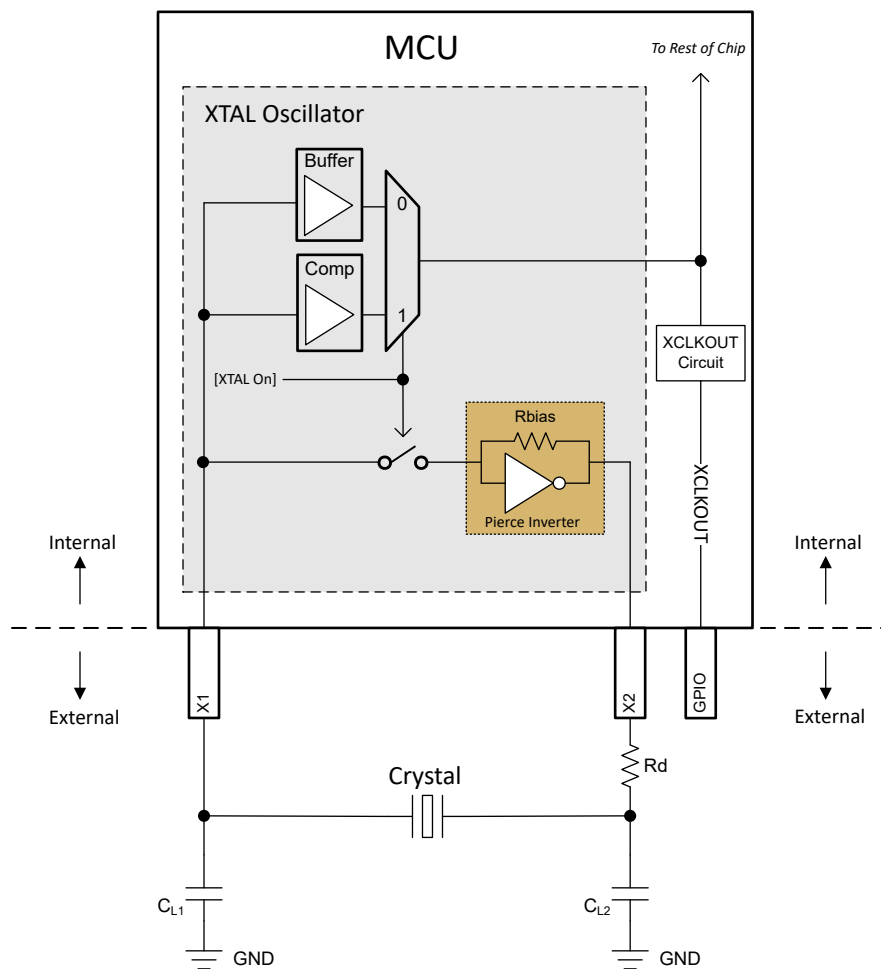 MCU
To Rest of Chip
XTAL Oscillator
Buffer
0
Comp
1
XCLKOUT
Circuit
[XTAL On]
Rbias
Pierce Inverter
XCLKOUT
Internal
Internal
External
External
X1
X2
GPIO
Rd
Crystal
CL1
CL2
GND
GND